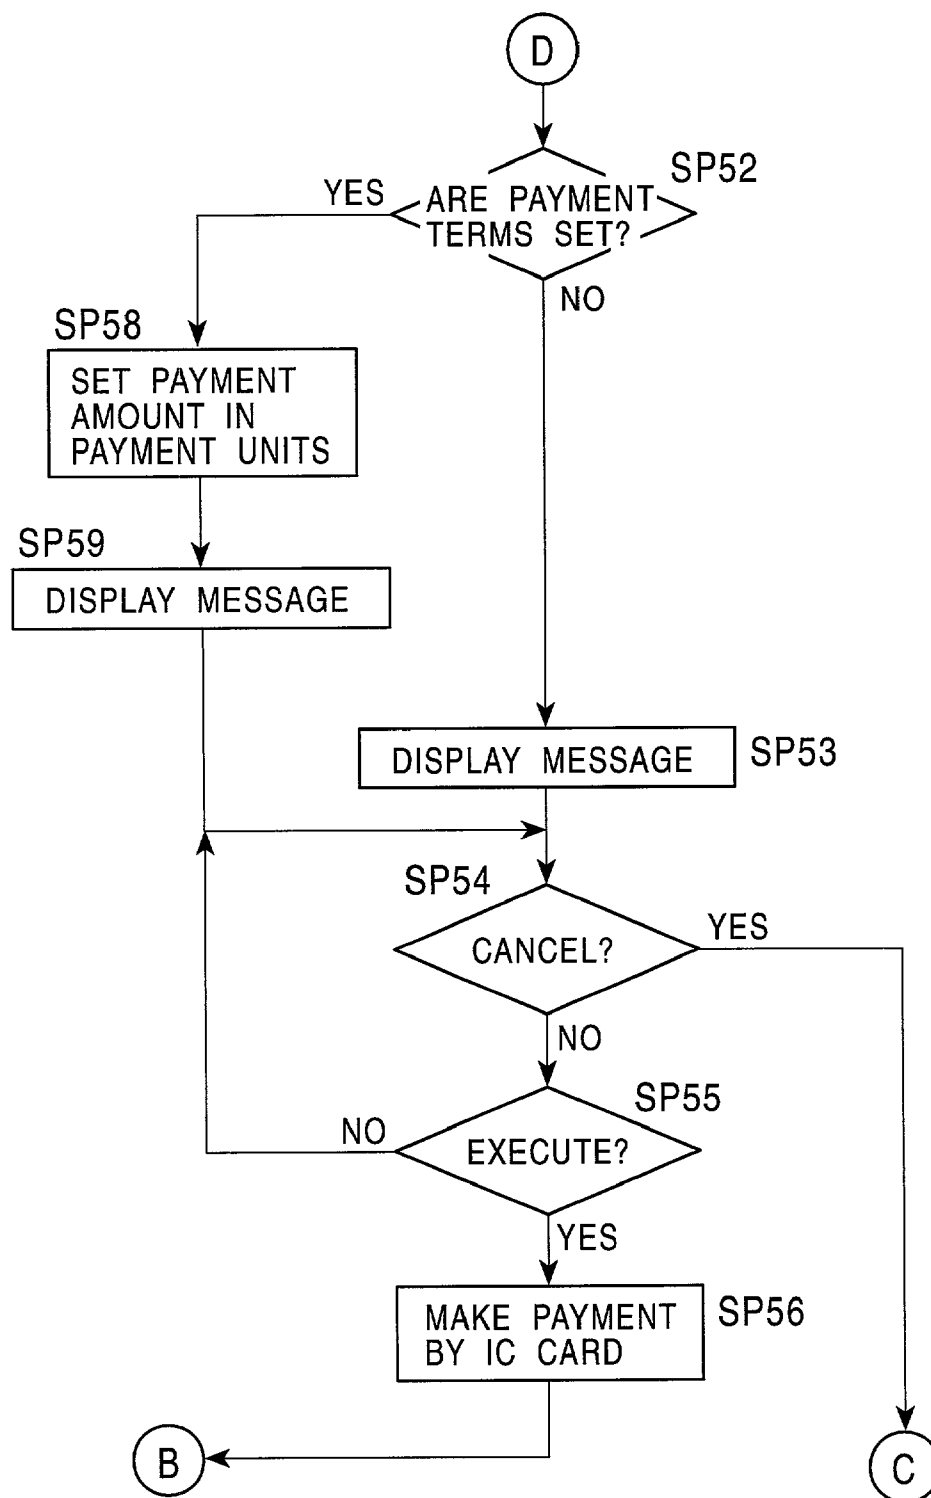 D
SP52
YES
ARE PAYMENT
TERMS SET?
NO
SP58
SET PAYMENT
AMOUNT IN
PAYMENT UNITS
SP59
DISPLAY MESSAGE
DISPLAY MESSAGE
SP53
SP54
CANCEL?
YES
NO
SP55
NO
EXECUTE?
YES
MAKE PAYMENT
BY IC CARD
SP56
B
C